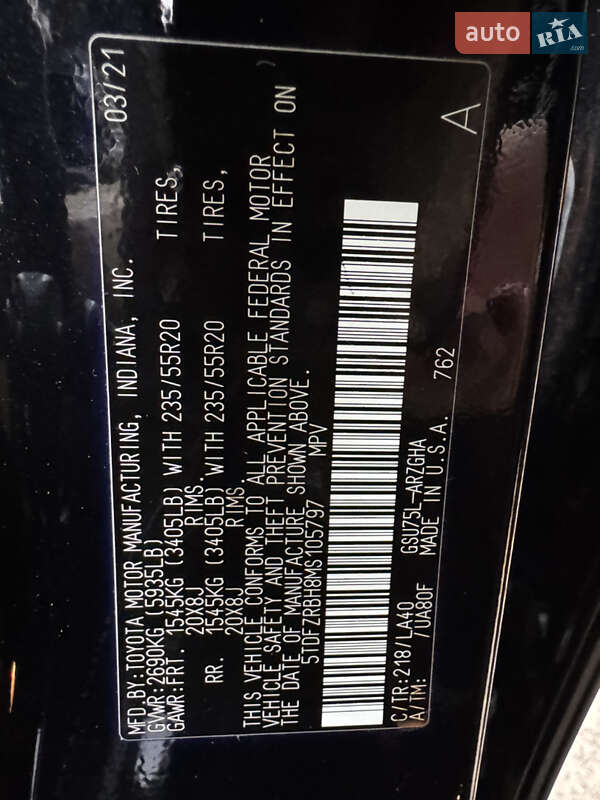 auto RIA.com
MFD.BY:TOYOTA MOTOR MANUFACTURING, INDIANA, INC. 03/21
GVWR:2690KG (5935LB)
GAWR:FRT. 1545KG (3405LB) WITH 235/55R20 TIRES,
20X8J RIMS.
RR. 1545KG (3405LB) WITH 235/55R20 TIRES,
20X8J RIMS.
THIS VEHICLE CONFORMS TO ALL APPLICABLE FEDERAL MOTOR
VEHICLE SAFETY AND THEFT PREVENTION STANDARDS IN EFFECT ON
THE DATE OF MANUFACTURE SHOWN ABOVE.
5TDFZRBH8MS105797 MPV
C/TR:218/LA40 GSU75L-ARZGHA
A/TM: /UA80F MADE IN U.S.A. 762
A